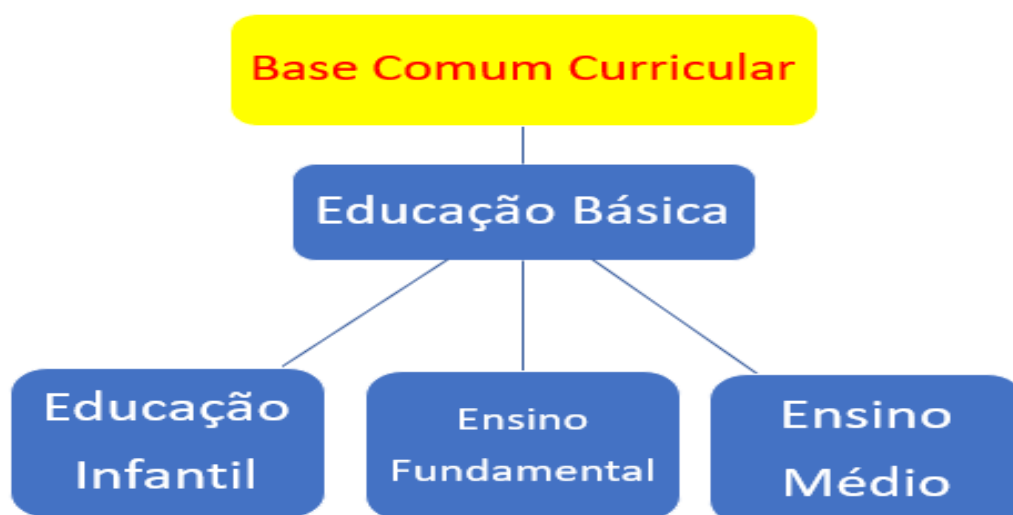 Base Comum Curricular
Educação Básica
Educação
Infantil
Ensino
Fundamental
Ensino
Médio